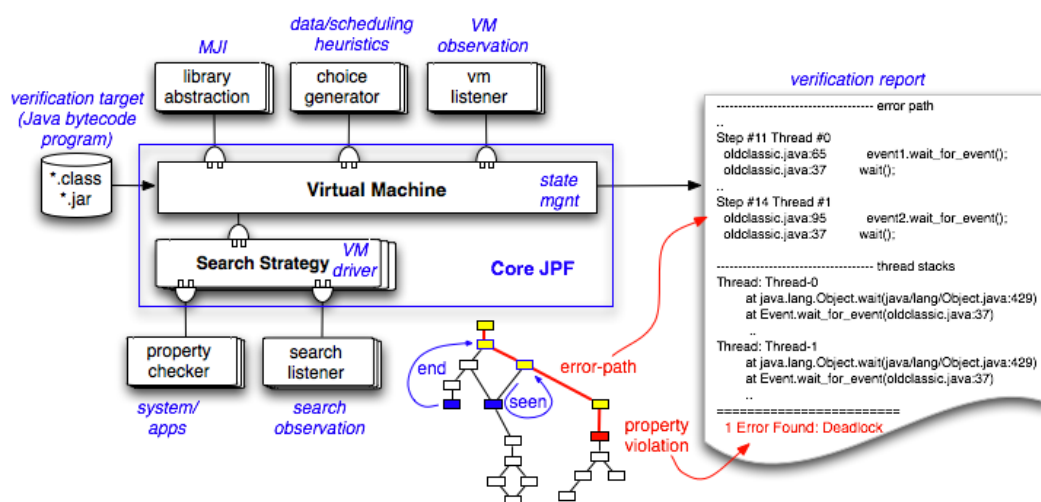 data/scheduling
heuristics
VM
observation
MJI
library
abstraction
choice
generator
vm
listener
verification target
(Java bytecode
program)
*.class
*.jar
Virtual Machine
state
mgnt
Search Strategy
VM
driver
Core JPF
property
checker
search
listener
system/
apps
search
observation
end
seen
error-path
property
violation
verification report
------------------------------------ error path
..
Step #11 Thread #0
oldclassic.java:65 event1.wait_for_event();
oldclassic.java:37 wait();
..
Step #14 Thread #1
oldclassic.java:95 event2.wait_for_event();
oldclassic.java:37 wait();
------------------------------------ thread stacks
Thread: Thread-0
at java.lang.Object.wait(java/lang/Object.java:429)
at Event.wait_for_event(oldclassic.java:37)
..
Thread: Thread-1
at java.lang.Object.wait(java/lang/Object.java:429)
at Event.wait_for_event(oldclassic.java:37)
..
==========================
1 Error Found: Deadlock